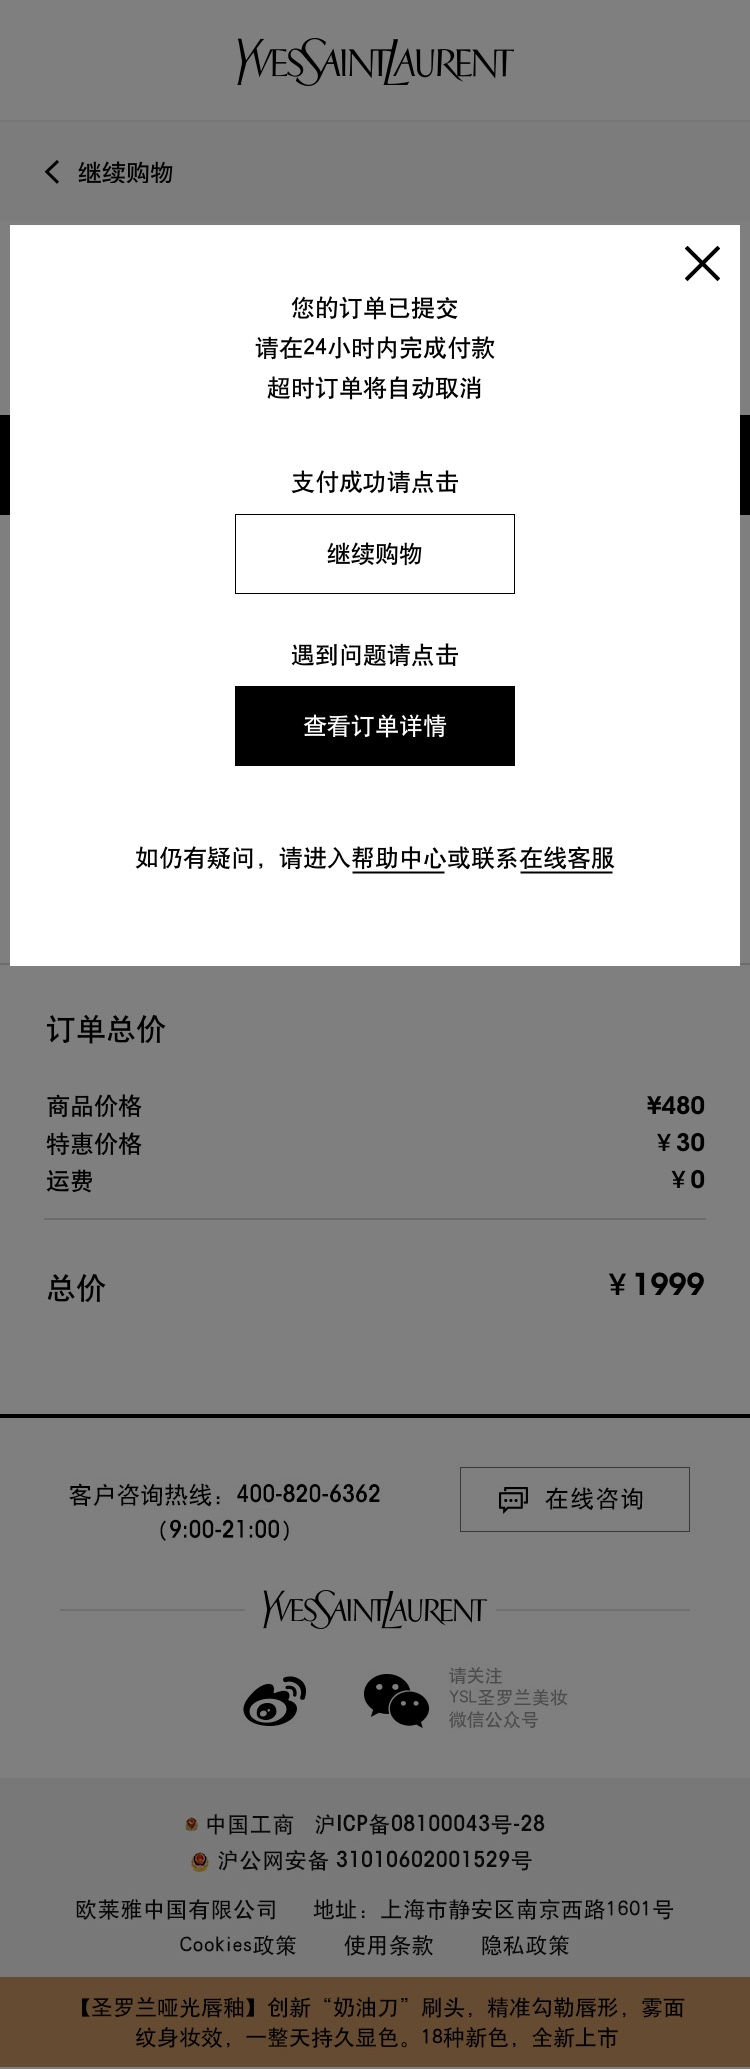 YVESSAINTLAURENT
继续购物
您的订单已提交
请在24小时内完成付款
超时订单将自动取消
支付成功请点击
继续购物
遇到问题请点击
查看订单详情
如仍有疑问，请进入帮助中心或联系在线客服
订单总价
商品价格 ¥480
特惠价格 ¥ 30
运费 ¥ 0
总价 ¥ 1999
客户咨询热线：400-820-6362
（9:00-21:00）
在线咨询
YVESSAINTLAURENT
请关注
YSL圣罗兰美妆
微信公众号
中国工商 沪ICP备08100043号-28
沪公网安备 31010602001529号
欧莱雅中国有限公司 地址：上海市静安区南京西路1601号
Cookies政策 使用条款 隐私政策
【圣罗兰哑光唇釉】创新“奶油刀”刷头，精准勾勒唇形，雾面
纹身妆效，一整天持久显色。18种新色，全新上市